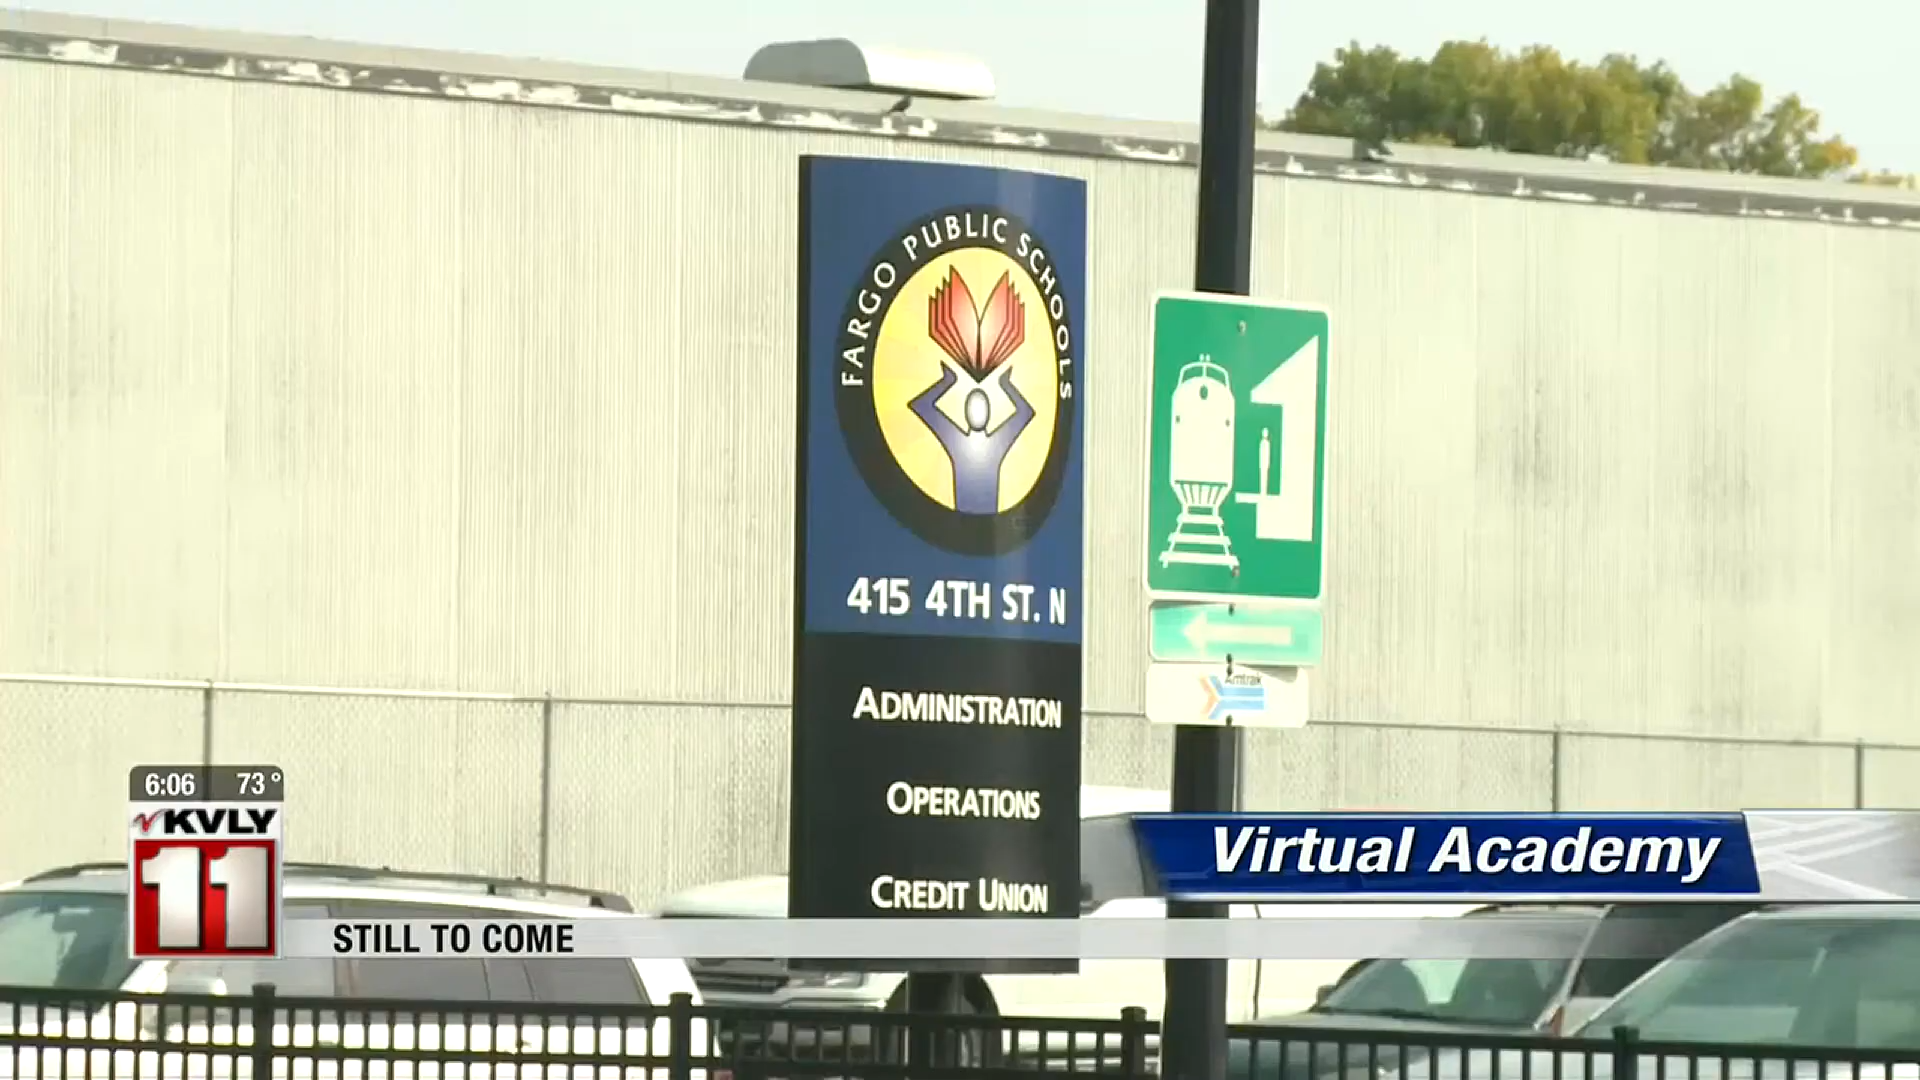 FARGO PUBLIC SCHOOLS
415 4TH ST. N
ADMINISTRATION
OPERATIONS
CREDIT UNION
Amtrak
6:06 73°
KVLY
11
Virtual Academy
STILL TO COME